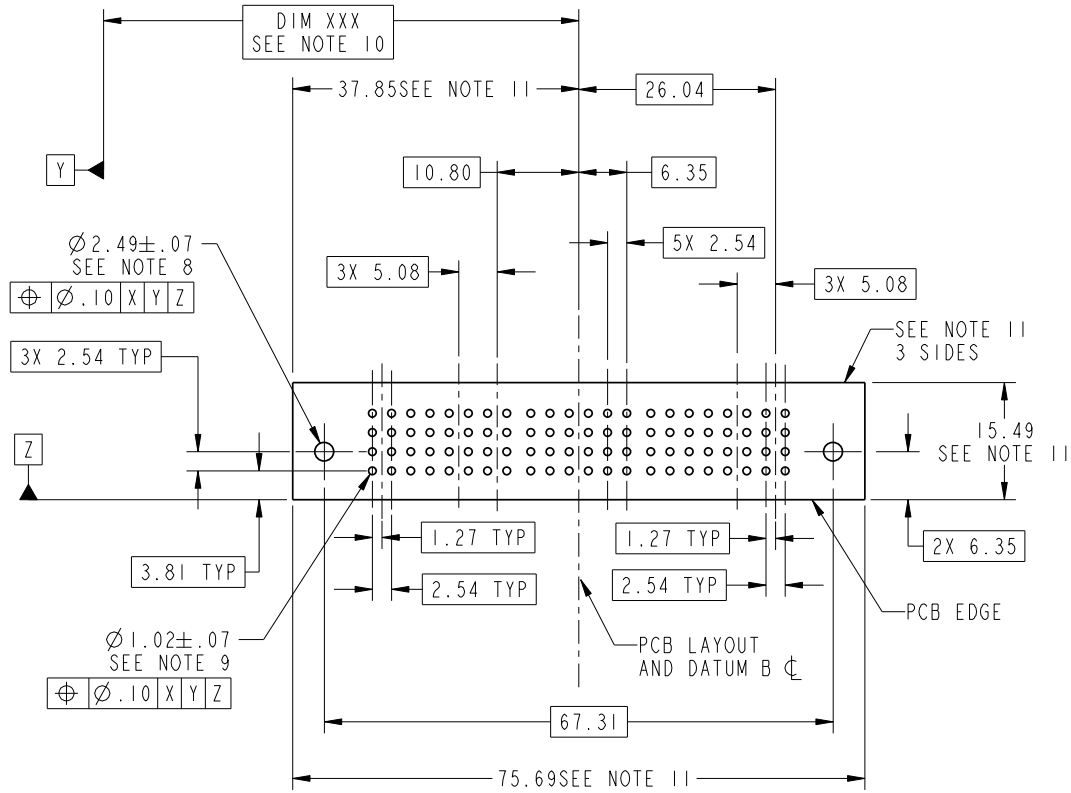 DIM XXX
SEE NOTE 10
37.85SEE NOTE 11
26.04
Y
10.80
6.35
Ø2.49±.07
SEE NOTE 8
⌖ Ø.10 X Y Z
5X 2.54
3X 5.08
3X 5.08
SEE NOTE 11
3 SIDES
3X 2.54 TYP
Z
15.49
SEE NOTE 11
1.27 TYP
1.27 TYP
2X 6.35
3.81 TYP
2.54 TYP
2.54 TYP
PCB EDGE
Ø1.02±.07
SEE NOTE 9
⌖ Ø.10 X Y Z
PCB LAYOUT
AND DATUM B ℄
67.31
75.69SEE NOTE 11